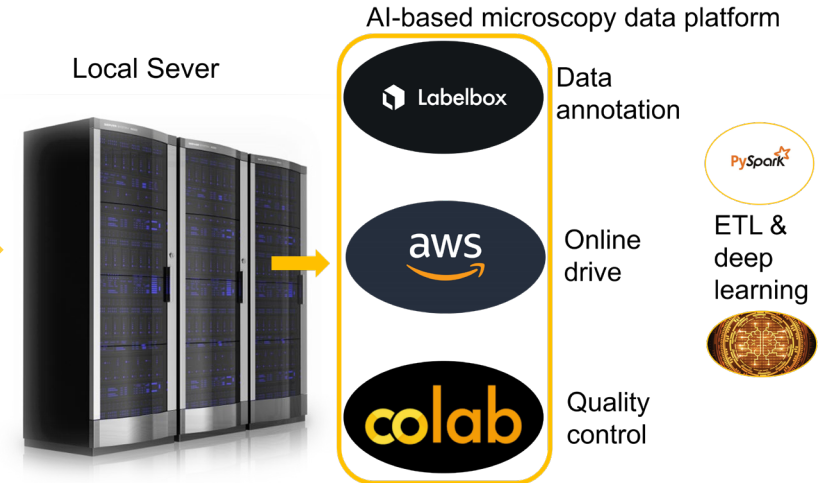 AI-based microscopy data platform
Local Sever
Labelbox
Data
annotation
PySpark
aws
Online
drive
ETL &
deep
learning
colab
Quality
control